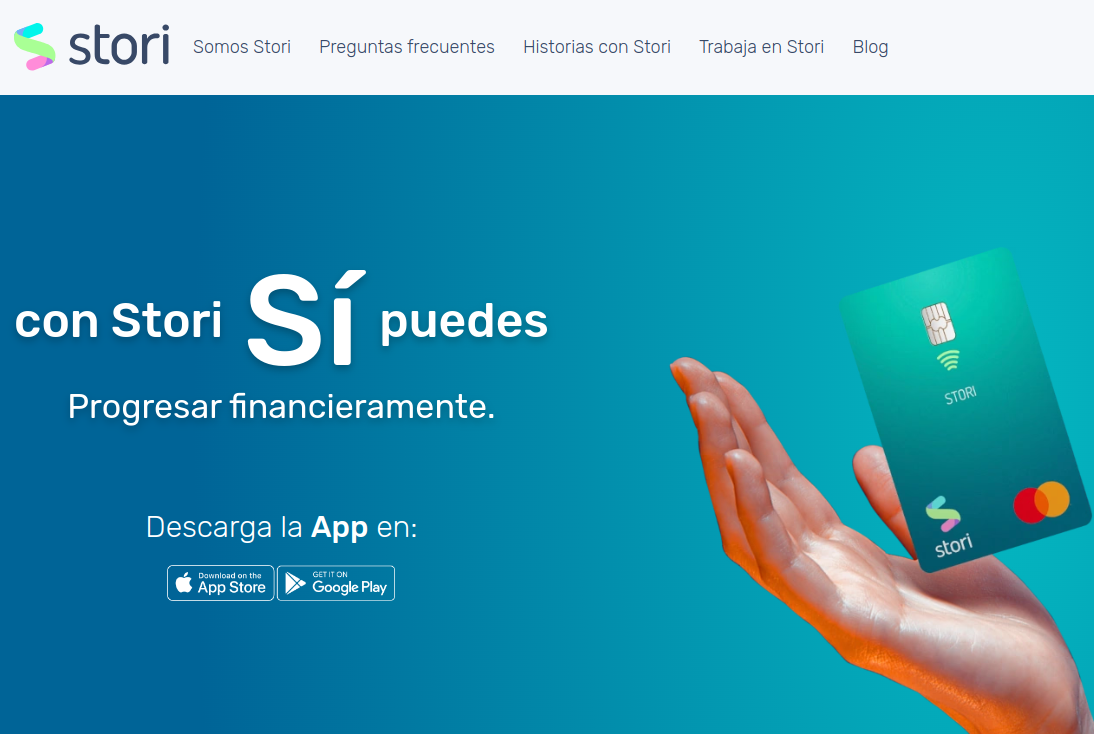 stori
Somos Stori
Preguntas frecuentes
Historias con Stori
Trabaja en Stori
Blog
con Stori Sí puedes
Progresar financieramente.
Descarga la App en:
Download on the
App Store
GET IT ON
Google Play
STORI
stori